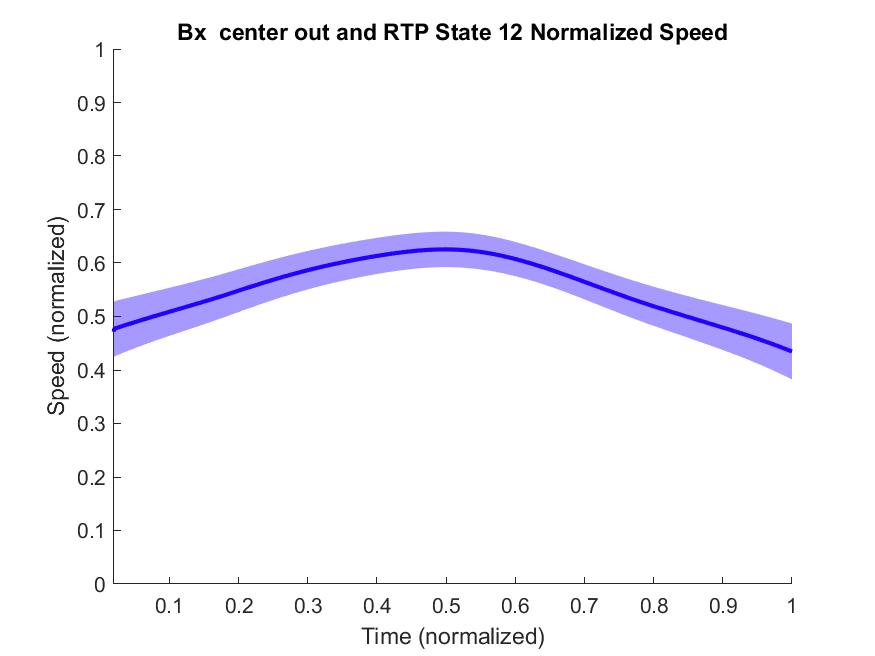 Bx  center out and RTP State 12 Normalized Speed
1
0.9
0.8
0.7
0.6
0.5
0.4
0.3
0.2
0.1
0
Speed (normalized)
0.1 0.2 0.3 0.4 0.5 0.6 0.7 0.8 0.9 1
Time (normalized)